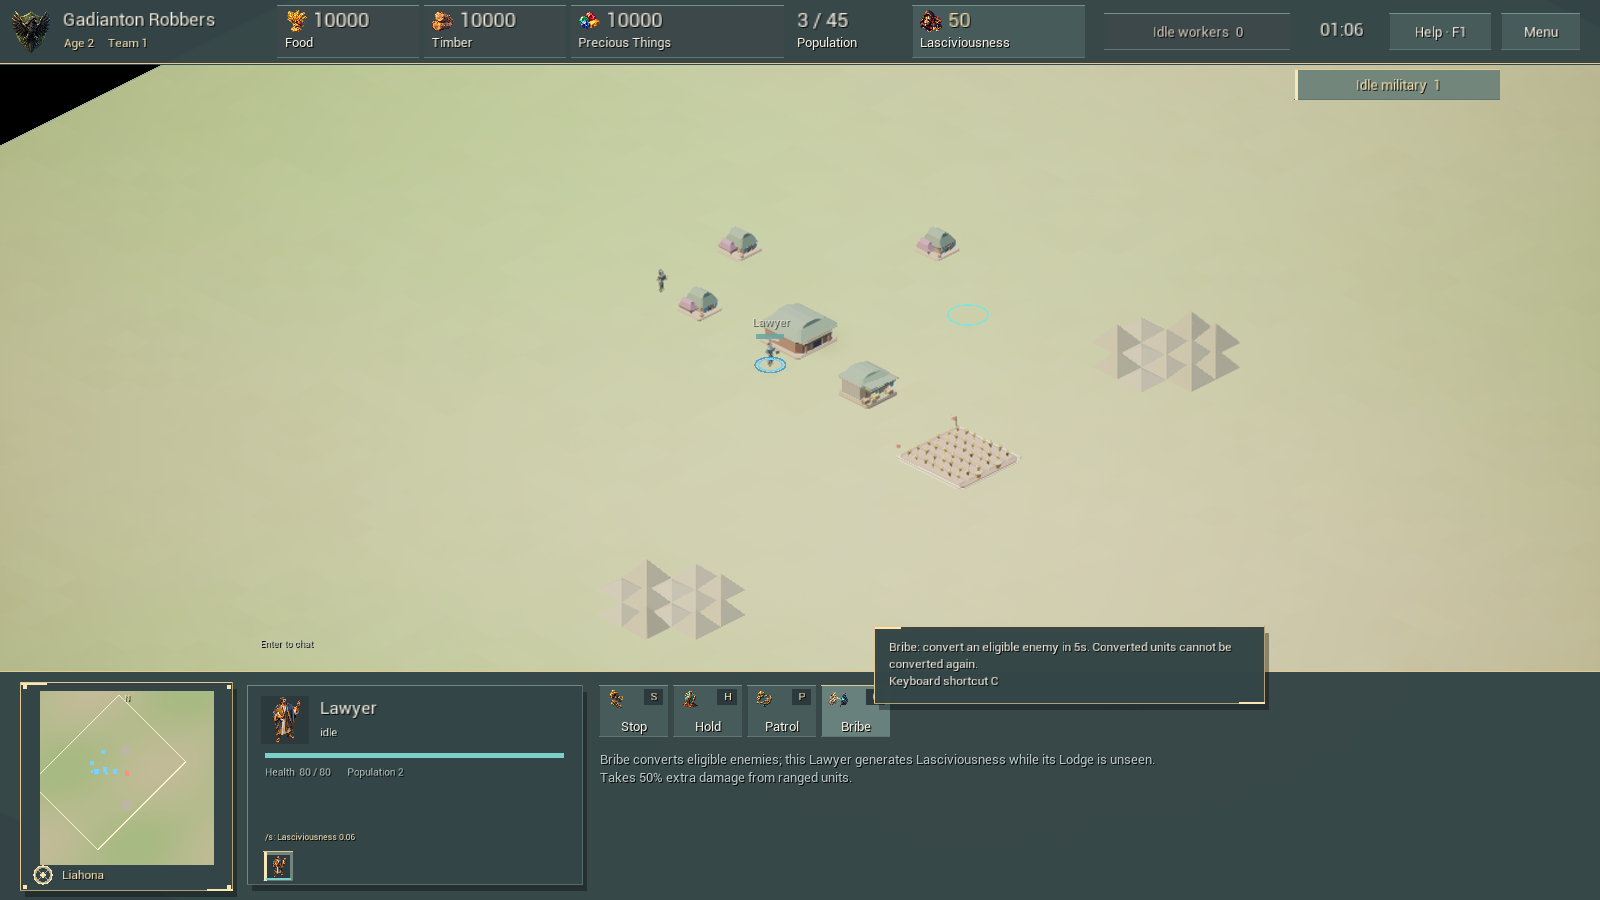 Gadianton Robbers
Age 2 Team 1
10000
Food
10000
Timber
10000
Precious Things
3 / 45
Population
50
Lasciviousness
Idle workers 0
01:06
Help · F1
Menu
Idle military 1
Lawyer
Enter to chat
Bribe: convert an eligible enemy in 5s. Converted units cannot be
converted again.
Keyboard shortcut C
N
Liahona
Lawyer
idle
Health 80 / 80 Population 2
/s: Lasciviousness 0.06
S
Stop
H
Hold
P
Patrol
Bribe
Bribe converts eligible enemies; this Lawyer generates Lasciviousness while its Lodge is unseen.
Takes 50% extra damage from ranged units.